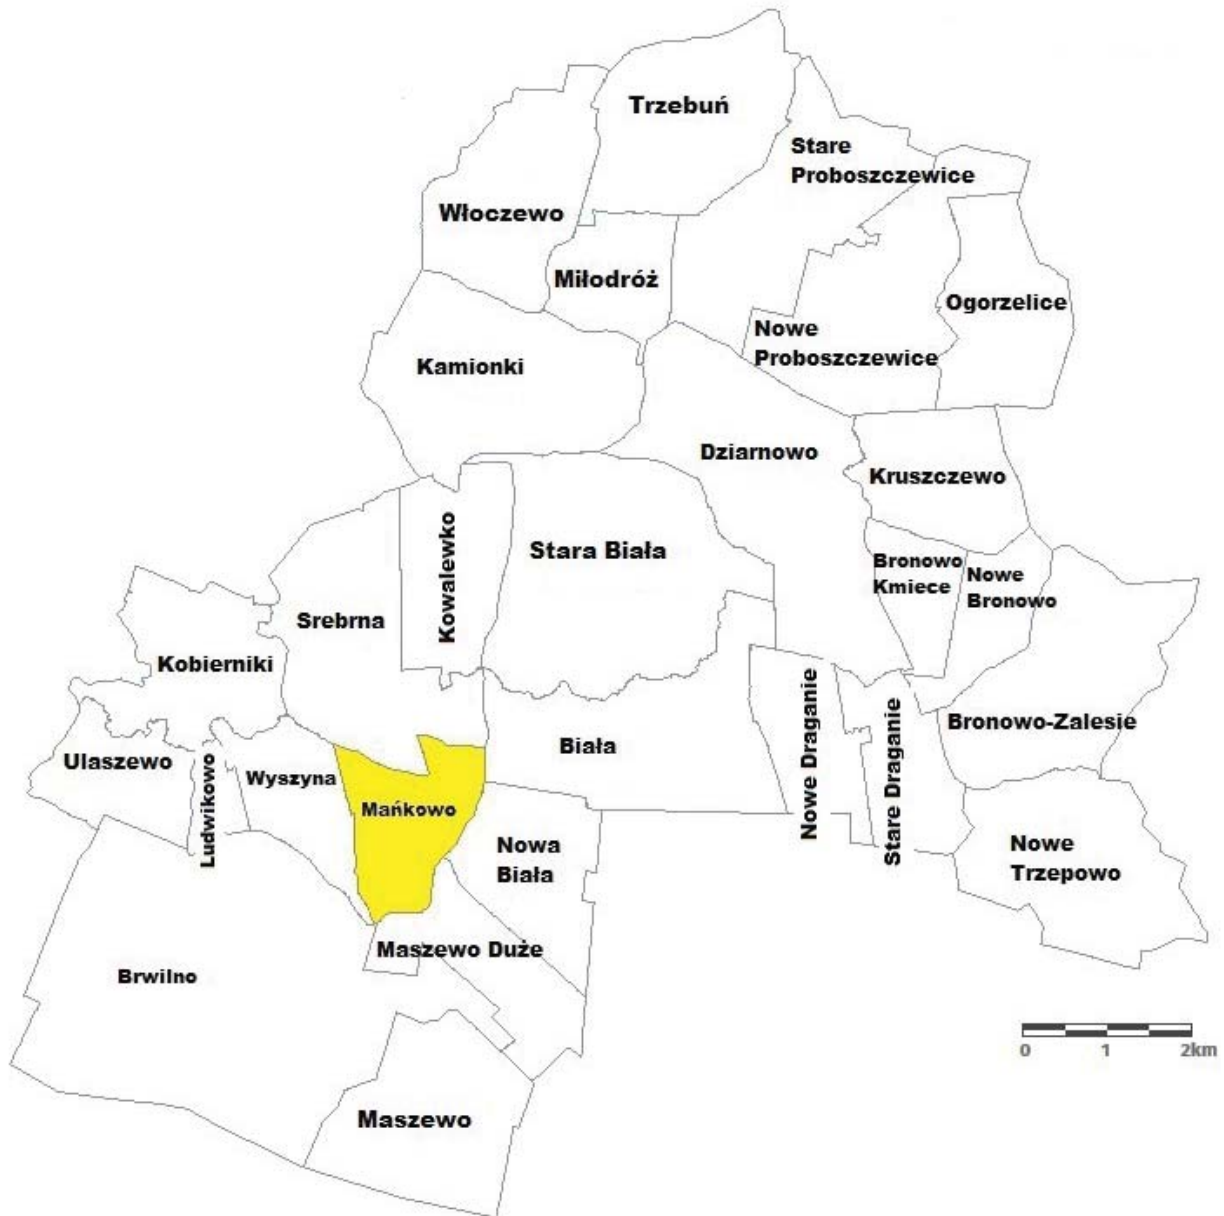 Trzebuń
Stare
Proboszczewice
Włoczewo
Miłodróż
Ogorzelice
Nowe
Proboszczewice
Kamionki
Dziarnowo
Kruszczewo
Kowalewko
Stara Biała
Bronowo
Kmiece
Nowe
Bronowo
Srebrna
Kobierniki
Nowe Draganie
Stare Draganie
Bronowo-Zalesie
Ulaszewo
Ludwikowo
Wyszyna
Biała
Mańkowo
Nowa
Biała
Nowe
Trzepowo
Maszewo Duże
Brwilno
0 1 2km
Maszewo